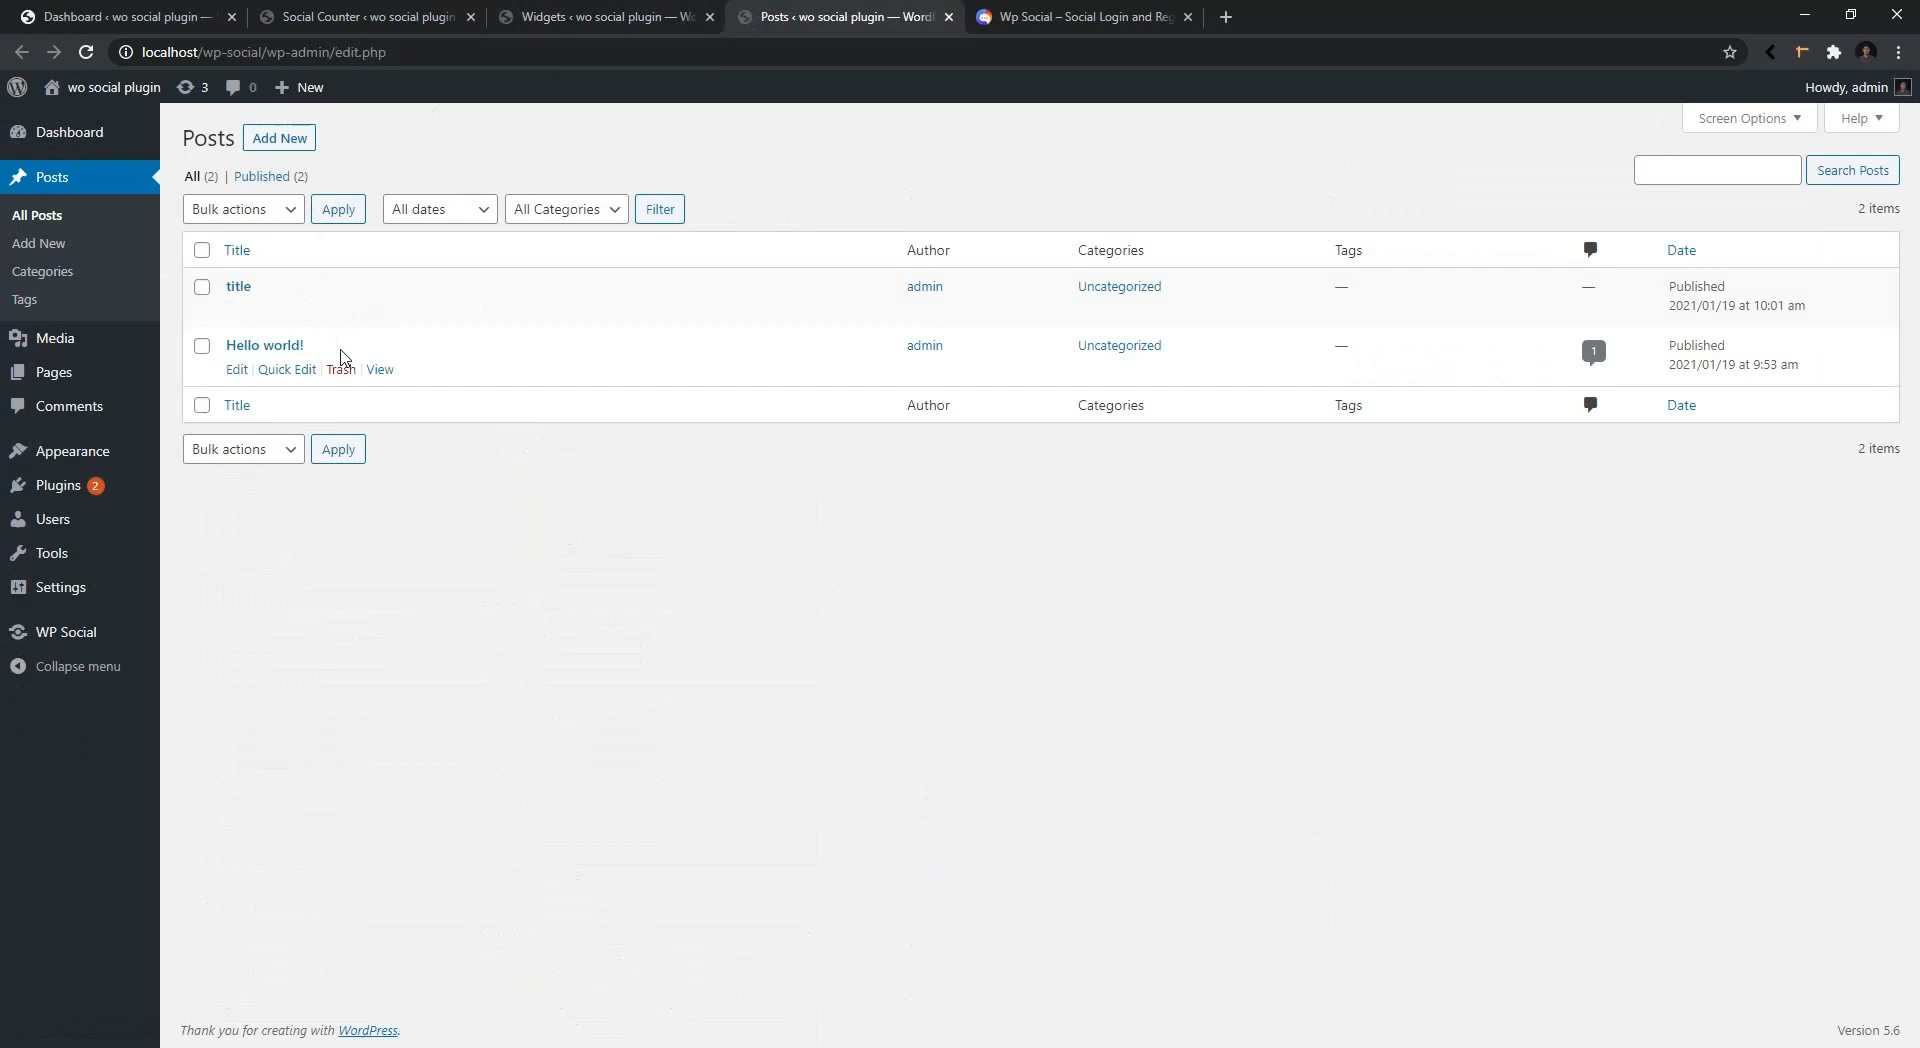 Dashboard ‹ wo social plugin —
Social Counter ‹ wo social plugin
Widgets ‹ wo social plugin — Wo
Posts ‹ wo social plugin — Word
Wp Social – Social Login and Reg
localhost/wp-social/wp-admin/edit.php
wo social plugin 3 0 New
Howdy, admin
Dashboard
Posts
All Posts
Add New
Categories
Tags
Media
Pages
Comments
Appearance
Plugins 2
Users
Tools
Settings
WP Social
Collapse menu
Screen Options Help
Posts Add New
All (2) | Published (2)
Search Posts
Bulk actions Apply All dates All Categories Filter
2 items
Title Author Categories Tags Date
title admin Uncategorized — — Published
2021/01/19 at 10:01 am
Hello world! admin Uncategorized — 1 Published
2021/01/19 at 9:53 am
Edit | Quick Edit | Trash | View
Title Author Categories Tags Date
Bulk actions Apply
2 items
Thank you for creating with WordPress.
Version 5.6